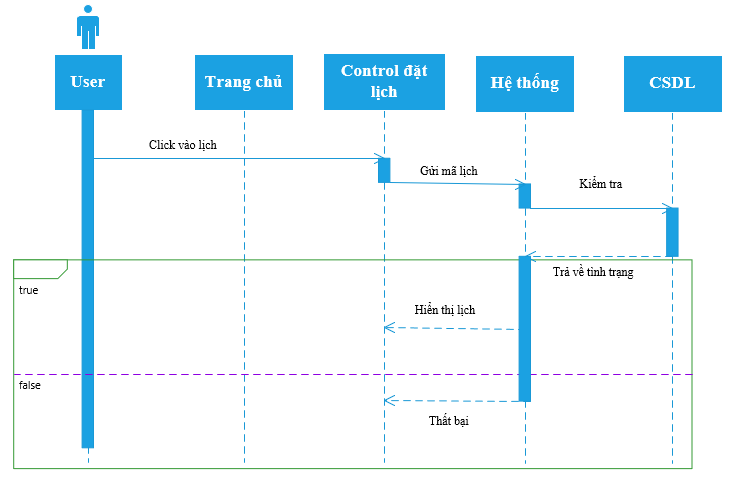 User
Trang chủ
Control đặt
lịch
Hệ thống
CSDL
Click vào lịch
Gửi mã lịch
Kiểm tra
Trả về tình trạng
true
Hiển thị lịch
false
Thất bại